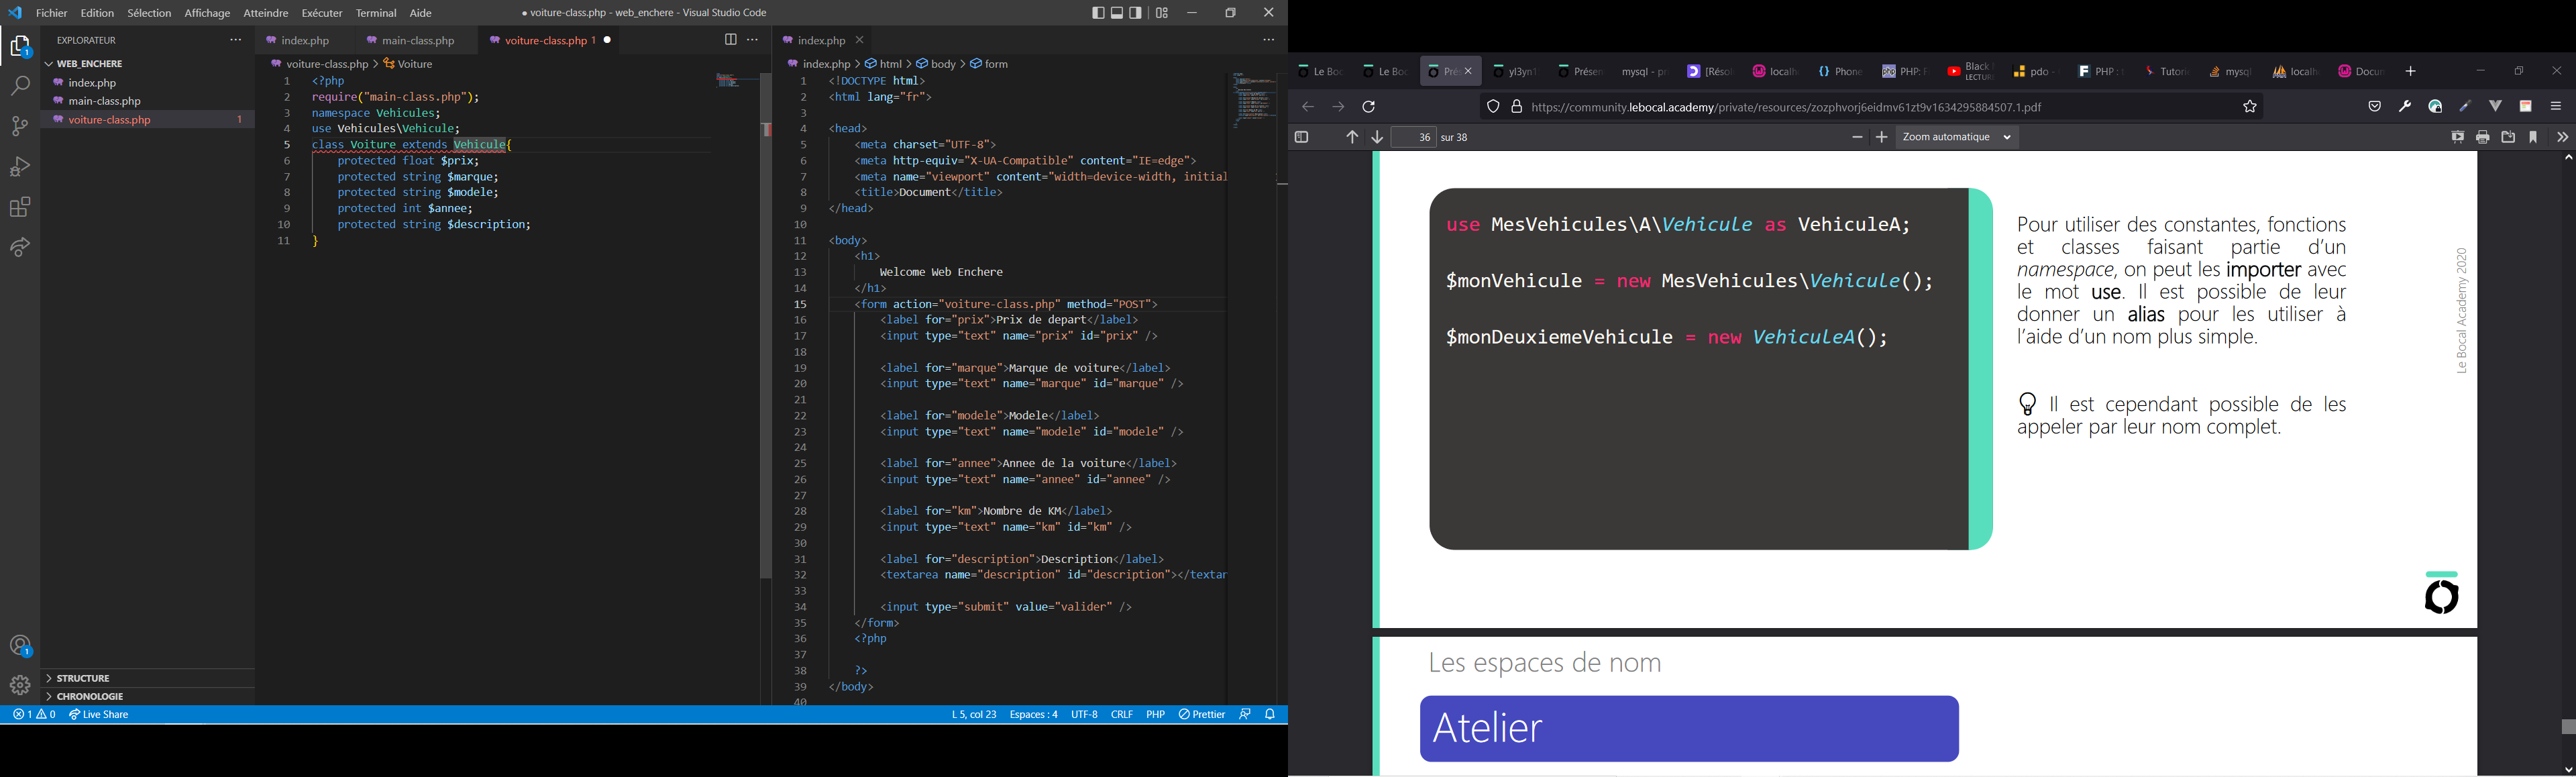 Fichier Edition Sélection Affichage Atteindre Exécuter Terminal Aide
● voiture-class.php - web_enchere - Visual Studio Code
EXPLORATEUR
WEB_ENCHERE
index.php
main-class.php
voiture-class.php 1
STRUCTURE
CHRONOLOGIE
index.php main-class.php voiture-class.php 1
voiture-class.php > Voiture
1 <?php
2 require("main-class.php");
3 namespace Vehicules;
4 use Vehicules\Vehicule;
5 class Voiture extends Vehicule{
6 protected float $prix;
7 protected string $marque;
8 protected string $modele;
9 protected int $annee;
10 protected string $description;
11 }
index.php
index.php > html > body > form
1 <!DOCTYPE html>
2 <html lang="fr">
3
4 <head>
5 <meta charset="UTF-8">
6 <meta http-equiv="X-UA-Compatible" content="IE=edge">
7 <meta name="viewport" content="width=device-width, initial
8 <title>Document</title>
9 </head>
10
11 <body>
12 <h1>
13 Welcome Web Enchere
14 </h1>
15 <form action="voiture-class.php" method="POST">
16 <label for="prix">Prix de depart</label>
17 <input type="text" name="prix" id="prix" />
18
19 <label for="marque">Marque de voiture</label>
20 <input type="text" name="marque" id="marque" />
21
22 <label for="modele">Modele</label>
23 <input type="text" name="modele" id="modele" />
24
25 <label for="annee">Annee de la voiture</label>
26 <input type="text" name="annee" id="annee" />
27
28 <label for="km">Nombre de KM</label>
29 <input type="text" name="km" id="km" />
30
31 <label for="description">Description</label>
32 <textarea name="description" id="description"></textar
33
34 <input type="submit" value="valider" />
35 </form>
36 <?php
37
38 ?>
39 </body>
40
1 0 Live Share
L 5, col 23 Espaces : 4 UTF-8 CRLF PHP Prettier
Le Boc Le Boc Prés yl3yn1 Présen mysql - p [Réso localh Phone PHP: F Black LECTURE pdo - PHP : Tutori mysql localh Docum
https://community.lebocal.academy/private/resources/zozphvorj6eidmv61zt9v1634295884507.1.pdf
36 sur 38
Zoom automatique
use MesVehicules\A\Vehicule as VehiculeA;
$monVehicule = new MesVehicules\Vehicule();
$monDeuxiemeVehicule = new VehiculeA();
Pour utiliser des constantes, fonctions
et classes faisant partie d'un
namespace, on peut les importer avec
le mot use. Il est possible de leur
donner un alias pour les utiliser à
l'aide d'un nom plus simple.
Il est cependant possible de les
appeler par leur nom complet.
Le Bocal Academy 2020
Les espaces de nom
Atelier